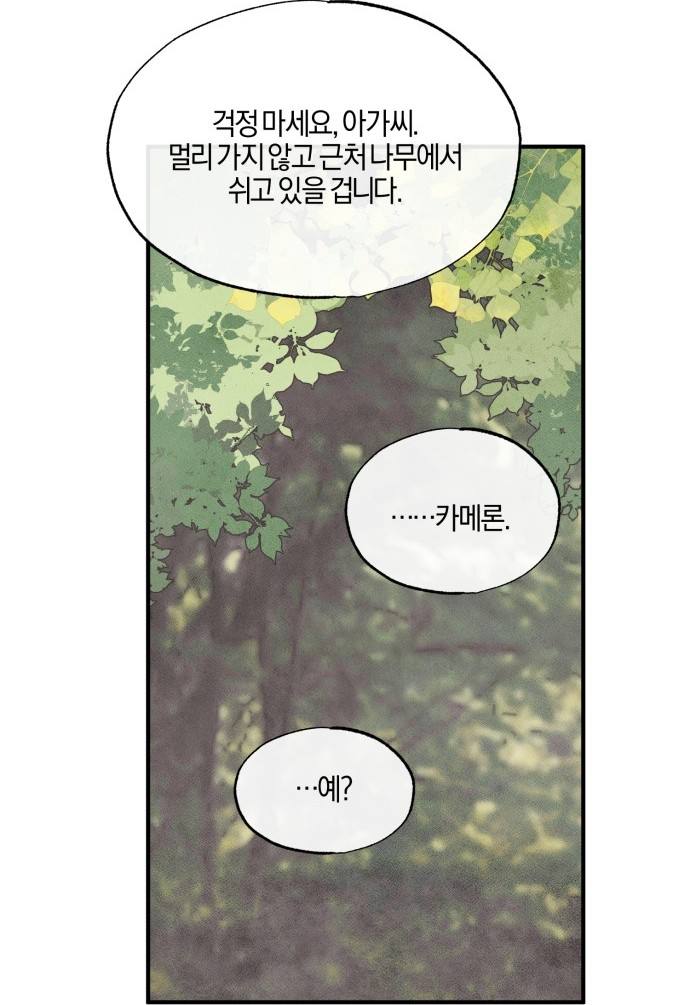 걱정 마세요, 아가씨.
멀리 가지 않고 근처 나무에서
쉬고 있을 겁니다.
……카메론.
…예?